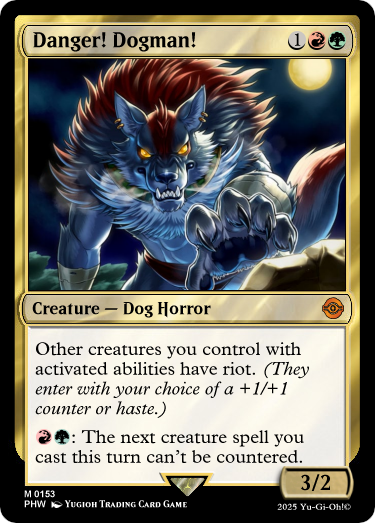 Danger! Dogman! 1
Creature — Dog Horror
Other creatures you control with
activated abilities have riot. (They
enter with your choice of a +1/+1
counter or haste.)
: The next creature spell you
cast this turn can't be countered.
3/2
M 0153
PHW Yugioh Trading Card Game
2025 Yu-Gi-Oh!©